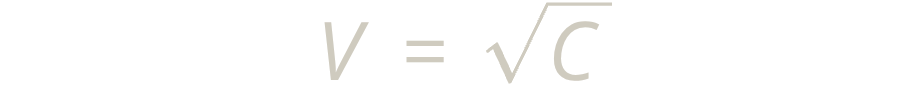 V = √C